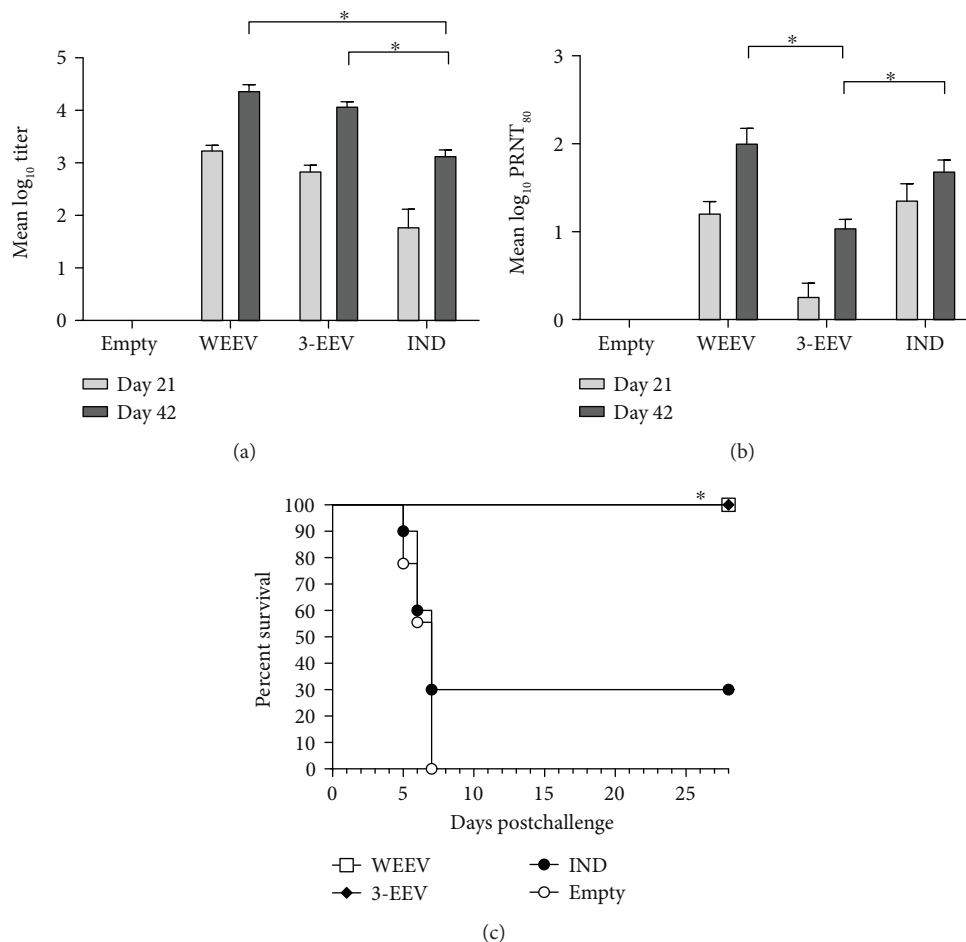 *
*
5
4
3
2
1
0
Mean log₁₀ titer
Empty WEEV 3-EEV IND
Day 21
Day 42
(a)
*
*
3
2
1
0
Mean log₁₀ PRNT₈₀
Empty WEEV 3-EEV IND
Day 21
Day 42
(b)
*
100
90
80
70
60
50
40
30
20
10
0
Percent survival
0 5 10 15 20 25
Days postchallenge
WEEV IND
3-EEV Empty
(c)